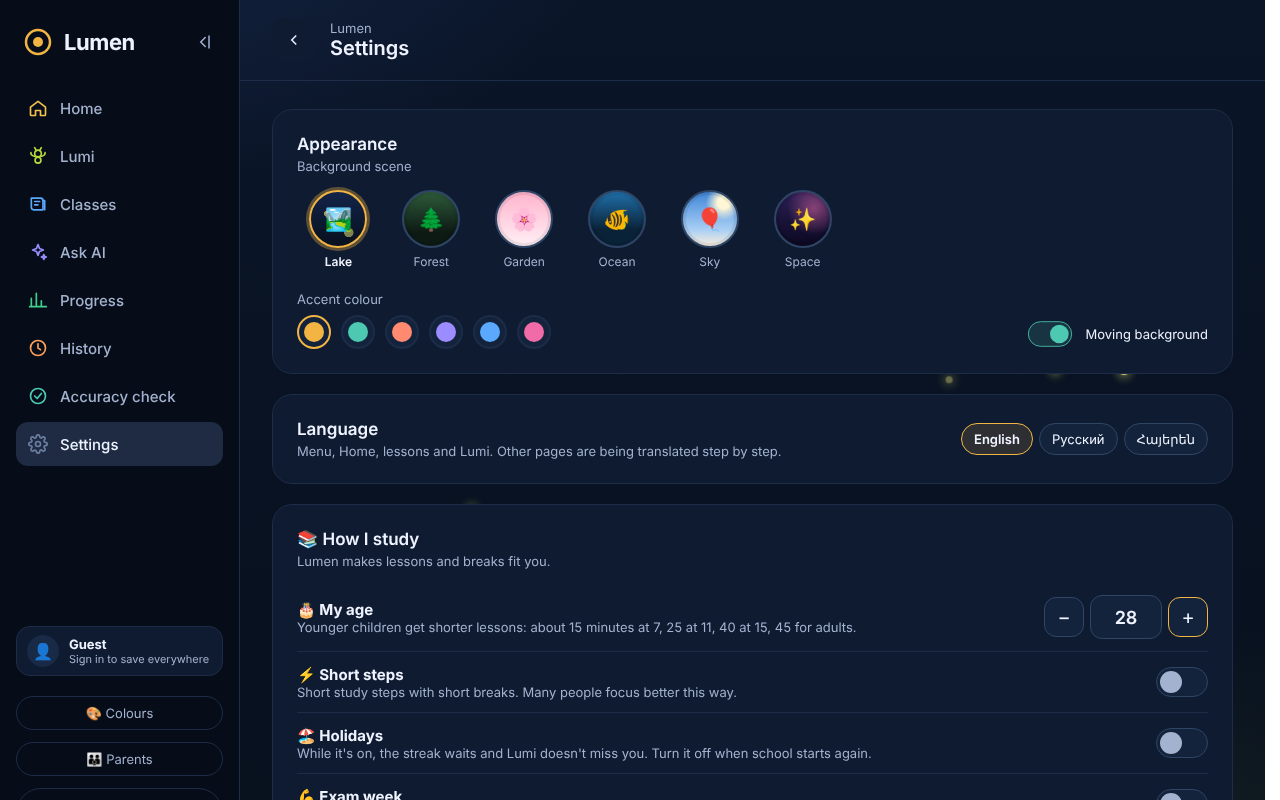 Lumen
Home
Lumi
Classes
Ask AI
Progress
History
Accuracy check
Settings
Guest
Sign in to save everywhere
Colours
Parents
Lumen
Settings
Appearance
Background scene
Lake
Forest
Garden
Ocean
Sky
Space
Accent colour
Moving background
Language
Menu, Home, lessons and Lumi. Other pages are being translated step by step.
English
Русский
Հայերեն
How I study
Lumen makes lessons and breaks fit you.
My age
Younger children get shorter lessons: about 15 minutes at 7, 25 at 11, 40 at 15, 45 for adults.
− 28 +
Short steps
Short study steps with short breaks. Many people focus better this way.
Holidays
While it's on, the streak waits and Lumi doesn't miss you. Turn it off when school starts again.
Exam week